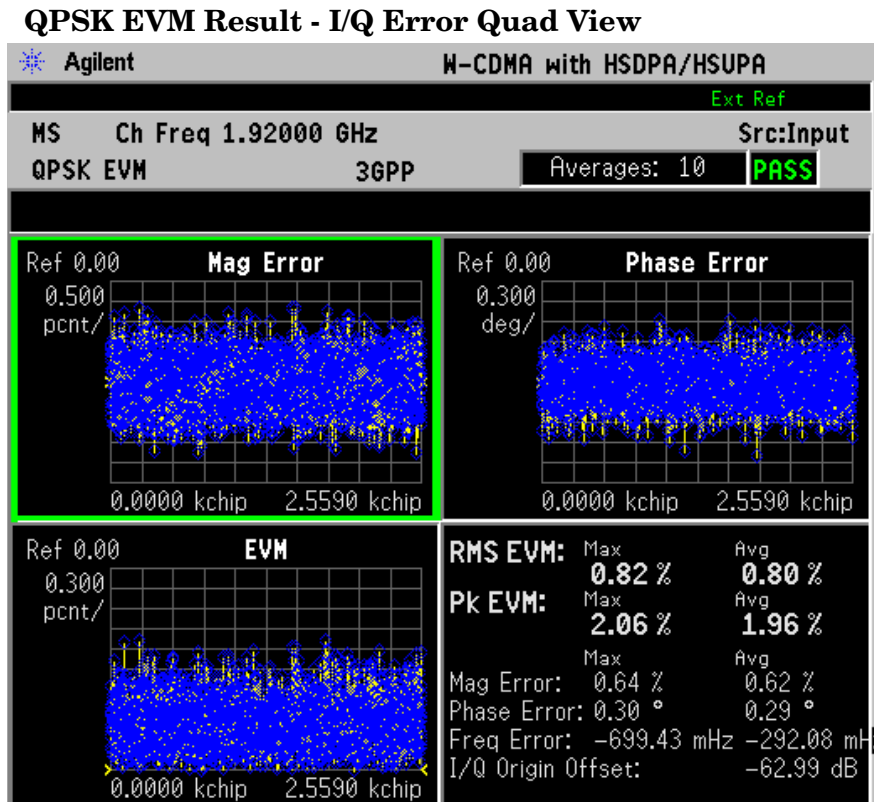 QPSK EVM Result - I/Q Error Quad View
Agilent W-CDMA with HSDPA/HSUPA
Ext Ref
MS Ch Freq 1.92000 GHz Src:Input
QPSK EVM 3GPP Averages: 10 PASS
Ref 0.00 Mag Error
0.500
pcnt/
0.0000 kchip 2.5590 kchip
Ref 0.00 Phase Error
0.300
deg/
0.0000 kchip 2.5590 kchip
Ref 0.00 EVM
0.300
pcnt/
0.0000 kchip 2.5590 kchip
RMS EVM: Max Avg
0.82 % 0.80 %
Pk EVM: Max Avg
2.06 % 1.96 %
Max Avg
Mag Error: 0.64 % 0.62 %
Phase Error: 0.30 ° 0.29 °
Freq Error: -699.43 mHz -292.08 mH
I/Q Origin Offset: -62.99 dB